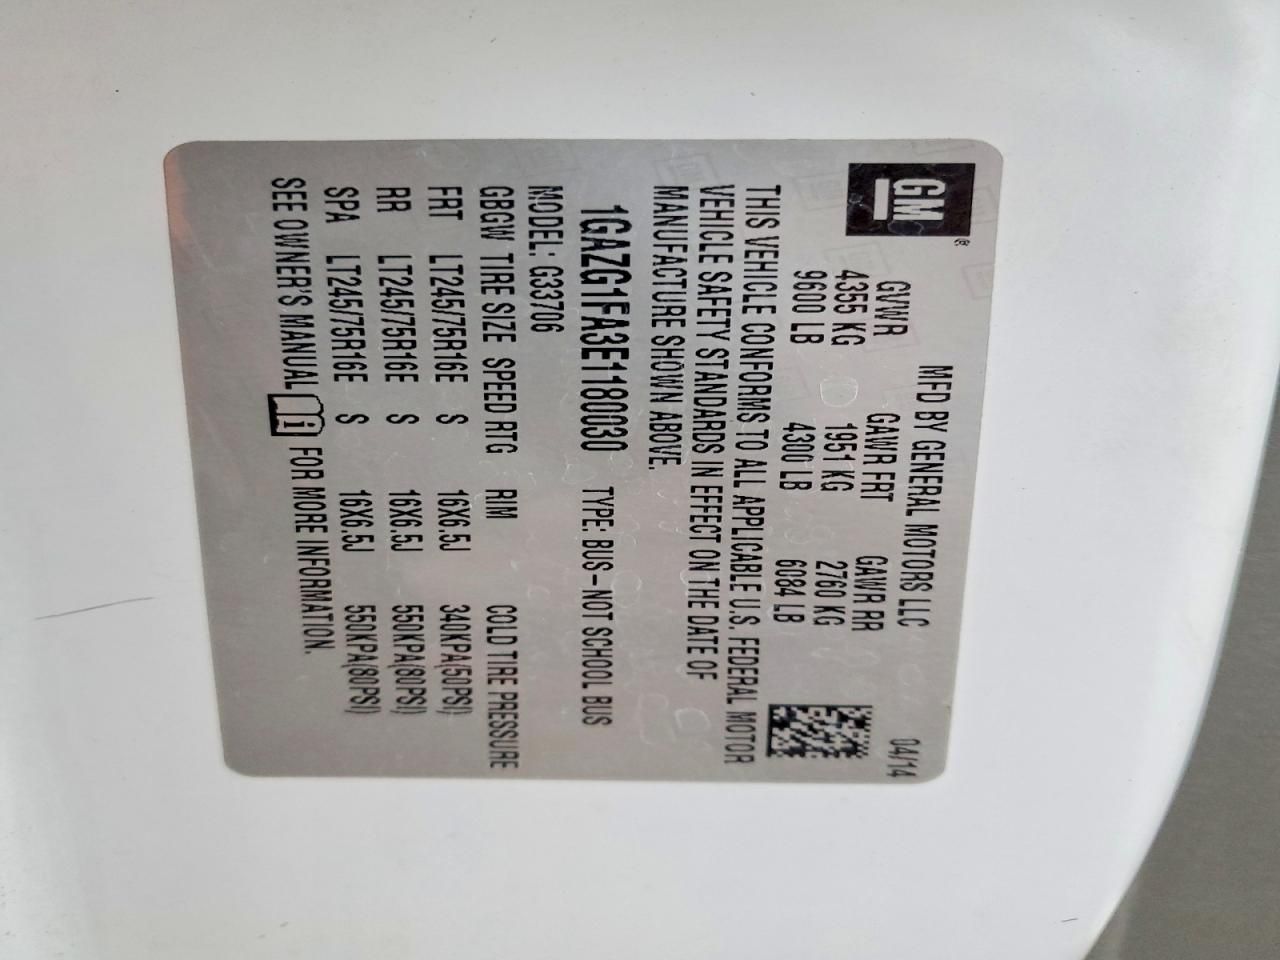 GM®
MFD BY GENERAL MOTORS LLC 04/14
GVWR GAWR FRT GAWR RR
4355 KG 1951 KG 2760 KG
9600 LB 4300 LB 6084 LB
THIS VEHICLE CONFORMS TO ALL APPLICABLE U.S. FEDERAL MOTOR
VEHICLE SAFETY STANDARDS IN EFFECT ON THE DATE OF
MANUFACTURE SHOWN ABOVE.
1GAZG1FA3E1180030 TYPE: BUS-NOT SCHOOL BUS
MODEL: G33706
GBGW TIRE SIZE SPEED RTG RIM COLD TIRE PRESSURE
FRT LT245/75R16E S 16X6.5J 340KPA(50PSI)
RR LT245/75R16E S 16X6.5J 550KPA(80PSI)
SPA LT245/75R16E S 16X6.5J 550KPA(80PSI)
SEE OWNER'S MANUAL i FOR MORE INFORMATION.